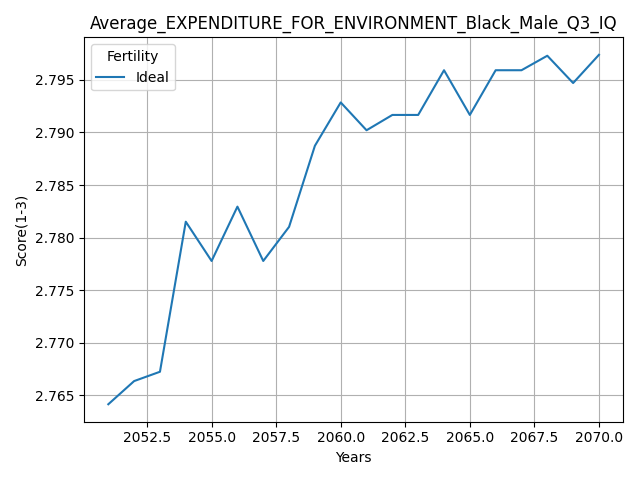 Average_EXPENDITURE_FOR_ENVIRONMENT_Black_Male_Q3_IQ
Fertility
Ideal
2.795
2.790
2.785
2.780
2.775
2.770
2.765
Score(1-3)
2052.5 2055.0 2057.5 2060.0 2062.5 2065.0 2067.5 2070.0
Years